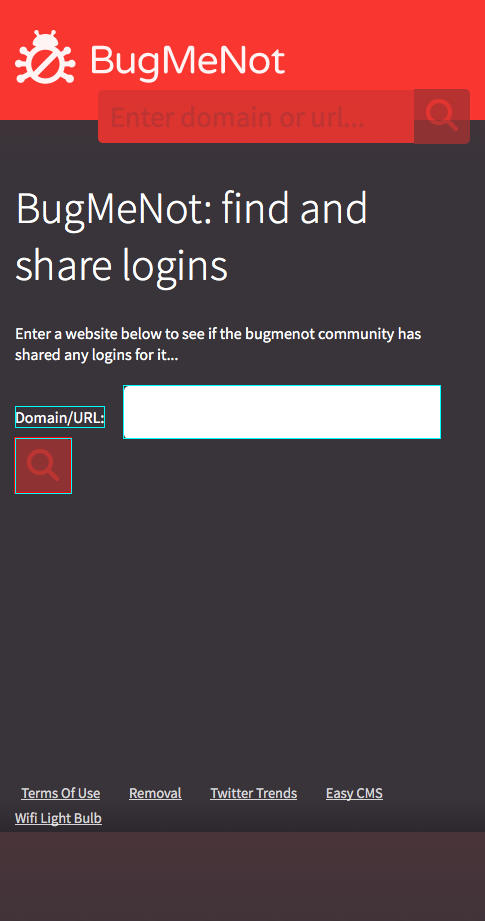 BugMeNot
Enter domain or url...
BugMeNot: find and
share logins
Enter a website below to see if the bugmenot community has
shared any logins for it...
Domain/URL:
Terms Of Use Removal Twitter Trends Easy CMS
Wifi Light Bulb